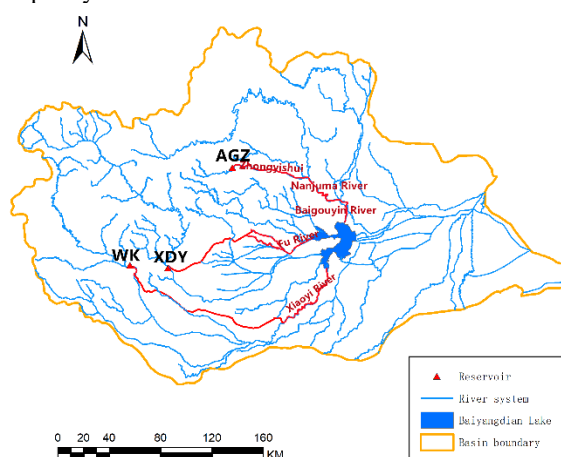 N
AGZ
Zhongyishui
Nanjuma River
Baigouyin River
Fu River
WK
XDY
Xiaoyi River
Reservoir
River system
Baiyangdian Lake
Basin boundary
0 20 40 80 120 160
KM